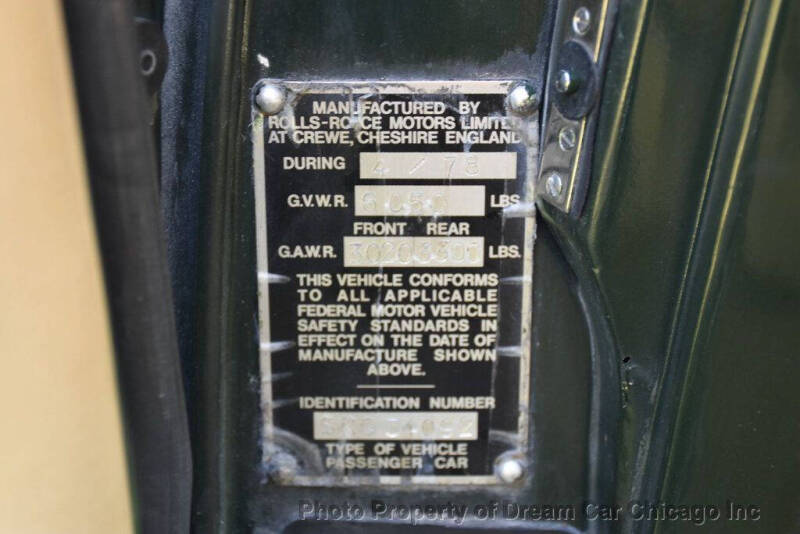 MANUFACTURED BY
ROLLS-ROYCE MOTORS LIMITED
AT CREWE, CHESHIRE ENGLAND
DURING 4 / 78
G.V.W.R. LBS
FRONT REAR
G.A.W.R. LBS.
THIS VEHICLE CONFORMS
TO ALL APPLICABLE
FEDERAL MOTOR VEHICLE
SAFETY STANDARDS IN
EFFECT ON THE DATE OF
MANUFACTURE SHOWN
ABOVE.
IDENTIFICATION NUMBER
TYPE OF VEHICLE
PASSENGER CAR
Photo Property of Dream Car Chicago Inc